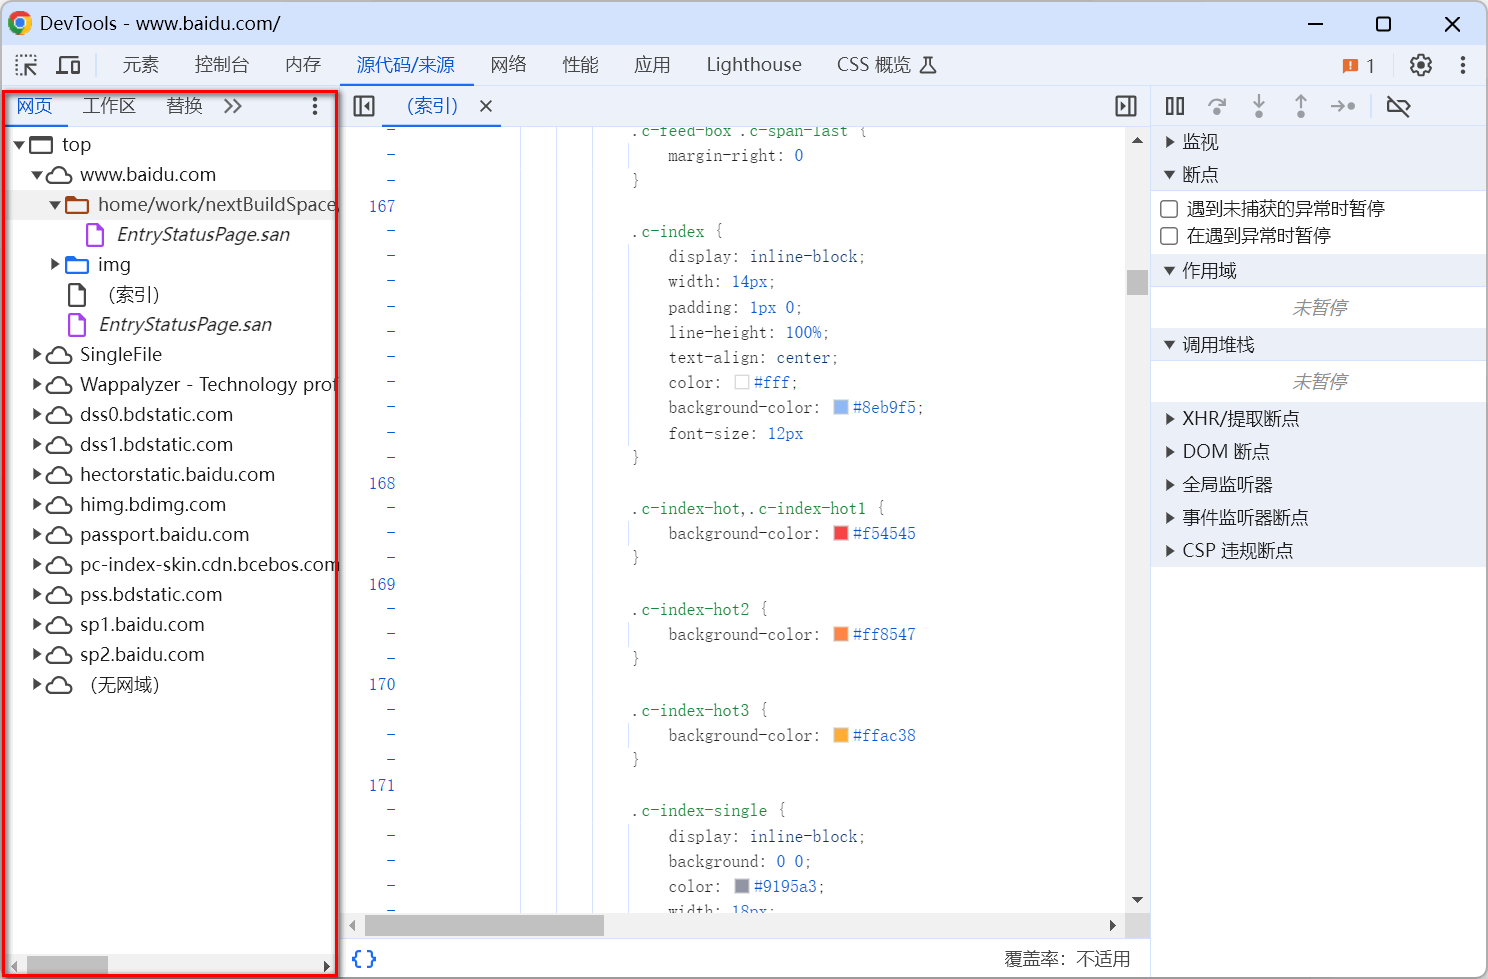 DevTools - www.baidu.com/
元素 控制台 内存 源代码/来源 网络 性能 应用 Lighthouse CSS 概览 1
网页 工作区 替换
top
www.baidu.com
home/work/nextBuildSpace
EntryStatusPage.san
img
（索引）
EntryStatusPage.san
SingleFile
Wappalyzer - Technology prof
dss0.bdstatic.com
dss1.bdstatic.com
hectorstatic.baidu.com
himg.bdimg.com
passport.baidu.com
pc-index-skin.cdn.bcebos.com
pss.bdstatic.com
sp1.baidu.com
sp2.baidu.com
（无网域）
（索引） ×
- .c-feed-box .c-span-last {
- margin-right: 0
- }
167
- .c-index {
- display: inline-block;
- width: 14px;
- padding: 1px 0;
- line-height: 100%;
- text-align: center;
- color: #fff;
- background-color: #8eb9f5;
- font-size: 12px
- }
168
- .c-index-hot,.c-index-hot1 {
- background-color: #f54545
- }
169
- .c-index-hot2 {
- background-color: #ff8547
- }
170
- .c-index-hot3 {
- background-color: #ffac38
- }
171
- .c-index-single {
- display: inline-block;
- background: 0 0;
- color: #9195a3;
- width: 18px;
{ }
覆盖率：不适用
监视
断点
遇到未捕获的异常时暂停
在遇到异常时暂停
作用域
未暂停
调用堆栈
未暂停
XHR/提取断点
DOM 断点
全局监听器
事件监听器断点
CSP 违规断点